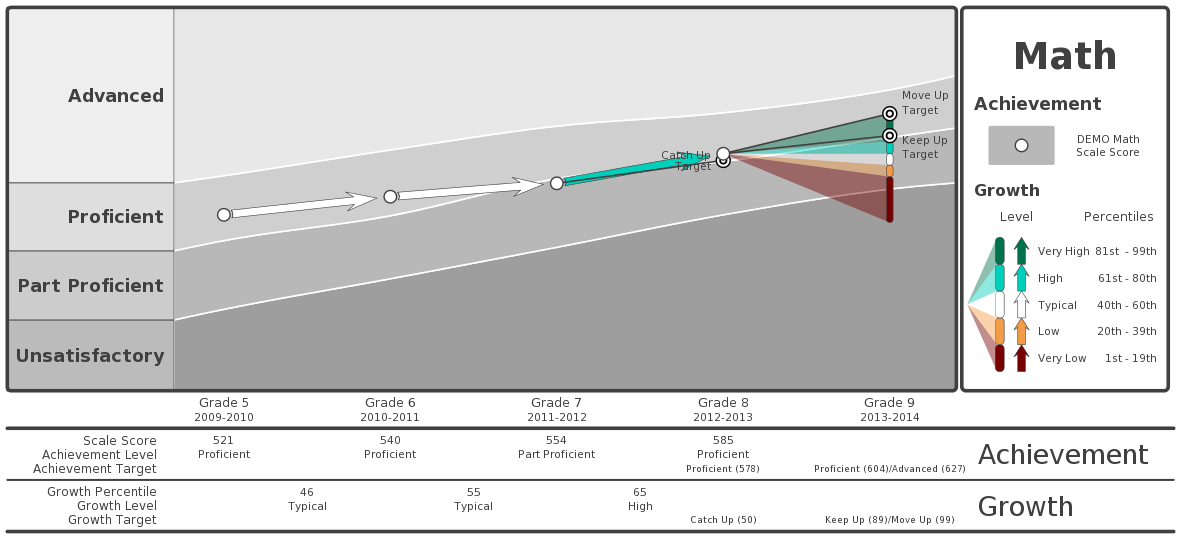 Advanced
Proficient
Part Proficient
Unsatisfactory
Catch Up
Target
Move Up
Target
Keep Up
Target
Math
Achievement
DEMO Math
Scale Score
Growth
Level Percentiles
Very High 81st - 99th
High 61st - 80th
Typical 40th - 60th
Low 20th - 39th
Very Low 1st - 19th
Grade 5 Grade 6 Grade 7 Grade 8 Grade 9
2009-2010 2010-2011 2011-2012 2012-2013 2013-2014
Scale Score 521 540 554 585
Achievement Level Proficient Proficient Part Proficient Proficient
Achievement Target Proficient (578) Proficient (604)/Advanced (627)
Achievement
Growth Percentile 46 55 65
Growth Level Typical Typical High
Growth Target Catch Up (50) Keep Up (89)/Move Up (99)
Growth